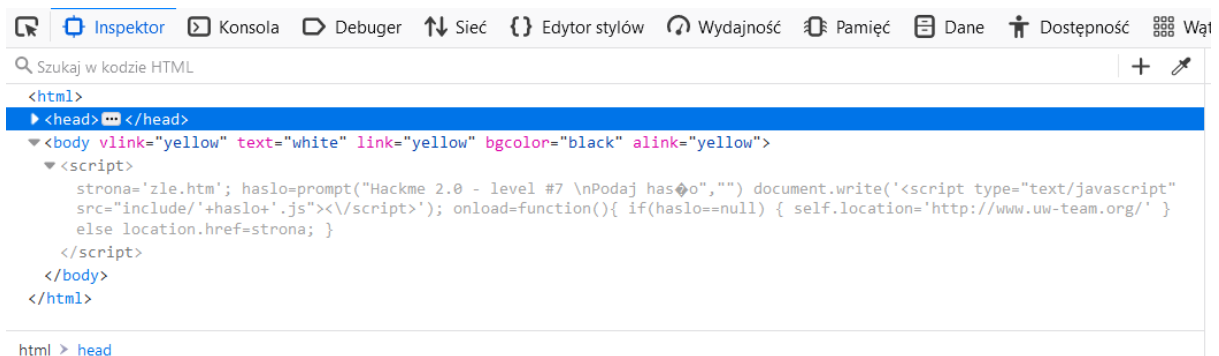 Inspektor Konsola Debuger Sieć Edytor stylów Wydajność Pamięć Dane Dostępność Wąt
Szukaj w kodzie HTML
<html>
<head> ... </head>
<body vlink="yellow" text="white" link="yellow" bgcolor="black" alink="yellow">
<script>
strona='zle.htm'; haslo=prompt("Hackme 2.0 - level #7 \nPodaj has�o","") document.write('<script type="text/javascript"
src="include/'+haslo+'.js"><\/script>'); onload=function(){ if(haslo==null) { self.location='http://www.uw-team.org/' }
else location.href=strona; }
</script>
</body>
</html>
html > head